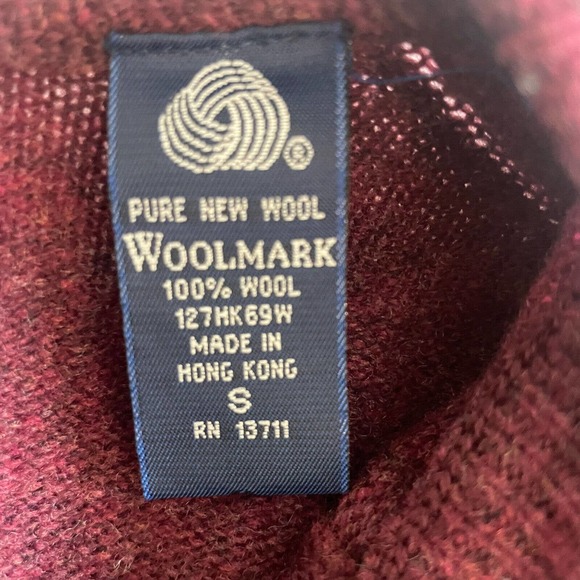 ®
PURE NEW WOOL
WOOLMARK
100% WOOL
127HK69W
MADE IN
HONG KONG
S
RN 13711